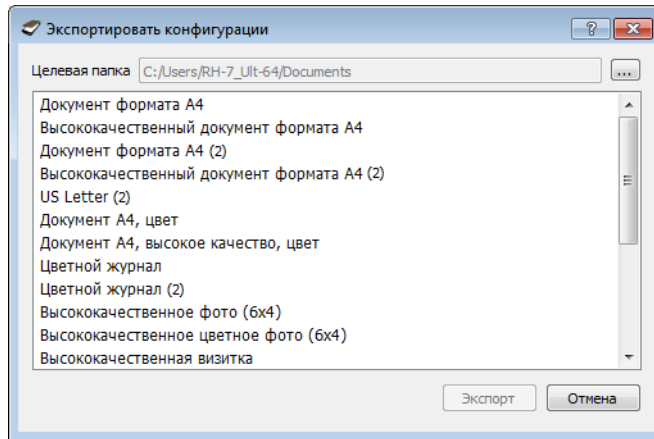 Экспортировать конфигурации
Целевая папка C:/Users/RH-7_Ult-64/Documents ...
Документ формата A4
Высококачественный документ формата A4
Документ формата A4 (2)
Высококачественный документ формата A4 (2)
US Letter (2)
Документ A4, цвет
Документ A4, высокое качество, цвет
Цветной журнал
Цветной журнал (2)
Высококачественное фото (6x4)
Высококачественное цветное фото (6x4)
Высококачественная визитка
Экспорт Отмена